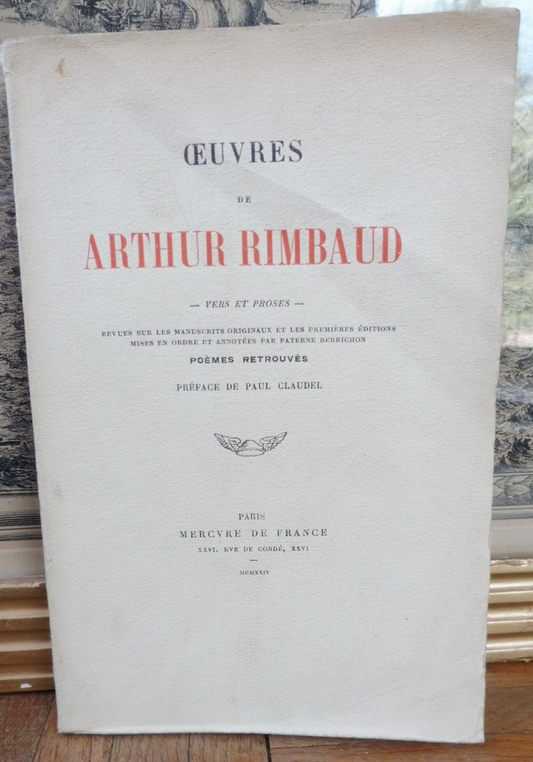 ŒUVRES
DE
ARTHUR RIMBAUD
— VERS ET PROSES —
REVUES SUR LES MANUSCRITS ORIGINAUX ET LES PREMIÈRES ÉDITIONS
MISES EN ORDRE ET ANNOTÉES PAR PATERNE BERRICHON
POÈMES RETROUVÉS
PRÉFACE DE PAUL CLAUDEL
PARIS
MERCVRE DE FRANCE
XXVI, RVE DE CONDÉ, XXVI
—
MCMXXIV